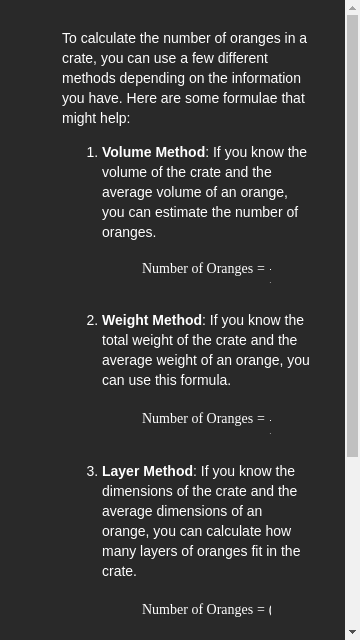 To calculate the number of oranges in a
crate, you can use a few different
methods depending on the information
you have. Here are some formulae that
might help:
1. Volume Method: If you know the
volume of the crate and the
average volume of an orange,
you can estimate the number of
oranges.
Number of Oranges =
2. Weight Method: If you know the
total weight of the crate and the
average weight of an orange, you
can use this formula.
Number of Oranges =
3. Layer Method: If you know the
dimensions of the crate and the
average dimensions of an
orange, you can calculate how
many layers of oranges fit in the
crate.
Number of Oranges = (